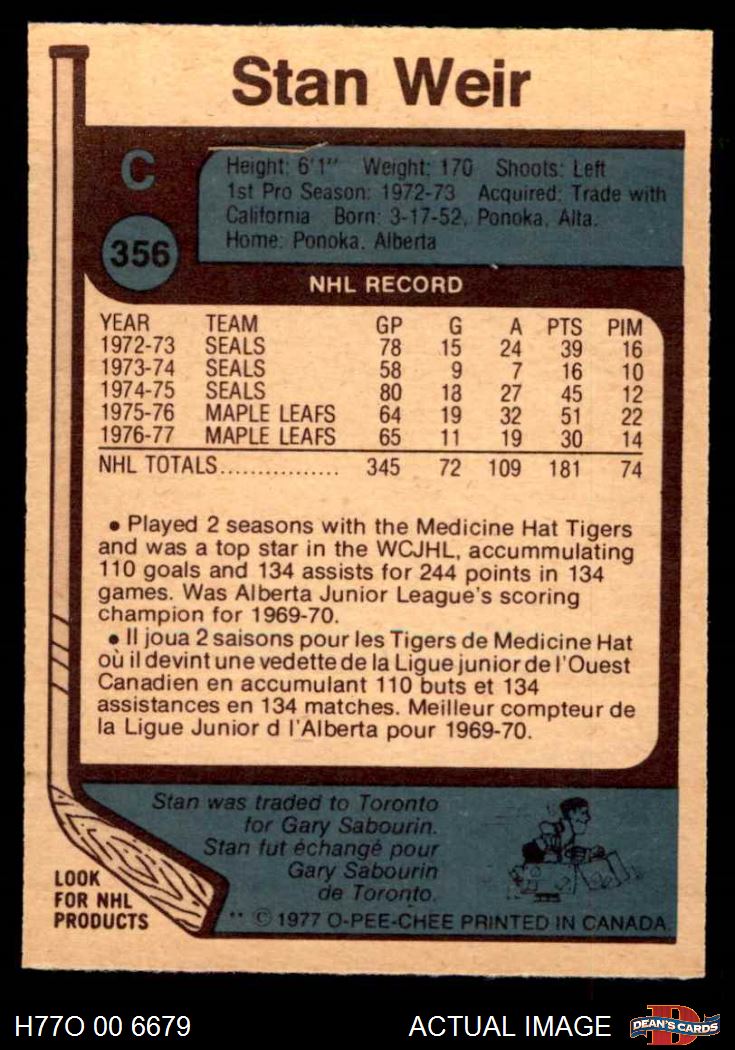 Stan Weir
C
356
Height: 6'1" Weight: 170 Shoots: Left
1st Pro Season: 1972-73 Acquired: Trade with
California Born: 3-17-52, Ponoka, Alta.
Home: Ponoka, Alberta
NHL RECORD
YEAR TEAM GP G A PTS PIM
1972-73 SEALS 78 15 24 39 16
1973-74 SEALS 58 9 7 16 10
1974-75 SEALS 80 18 27 45 12
1975-76 MAPLE LEAFS 64 19 32 51 22
1976-77 MAPLE LEAFS 65 11 19 30 14
NHL TOTALS................ 345 72 109 181 74
● Played 2 seasons with the Medicine Hat Tigers
and was a top star in the WCJHL, accummulating
110 goals and 134 assists for 244 points in 134
games. Was Alberta Junior League's scoring
champion for 1969-70.
● Il joua 2 saisons pour les Tigers de Medicine Hat
où il devint une vedette de la Ligue junior de l'Ouest
Canadien en accumulant 110 buts et 134
assistances en 134 matches. Meilleur compteur de
la Ligue Junior d l'Alberta pour 1969-70.
Stan was traded to Toronto
for Gary Sabourin.
Stan fut échangé pour
Gary Sabourin
de Toronto.
LOOK
FOR NHL
PRODUCTS
** © 1977 O-PEE-CHEE PRINTED IN CANADA.
H77O 00 6679
ACTUAL IMAGE
D
DEAN'S CARDS